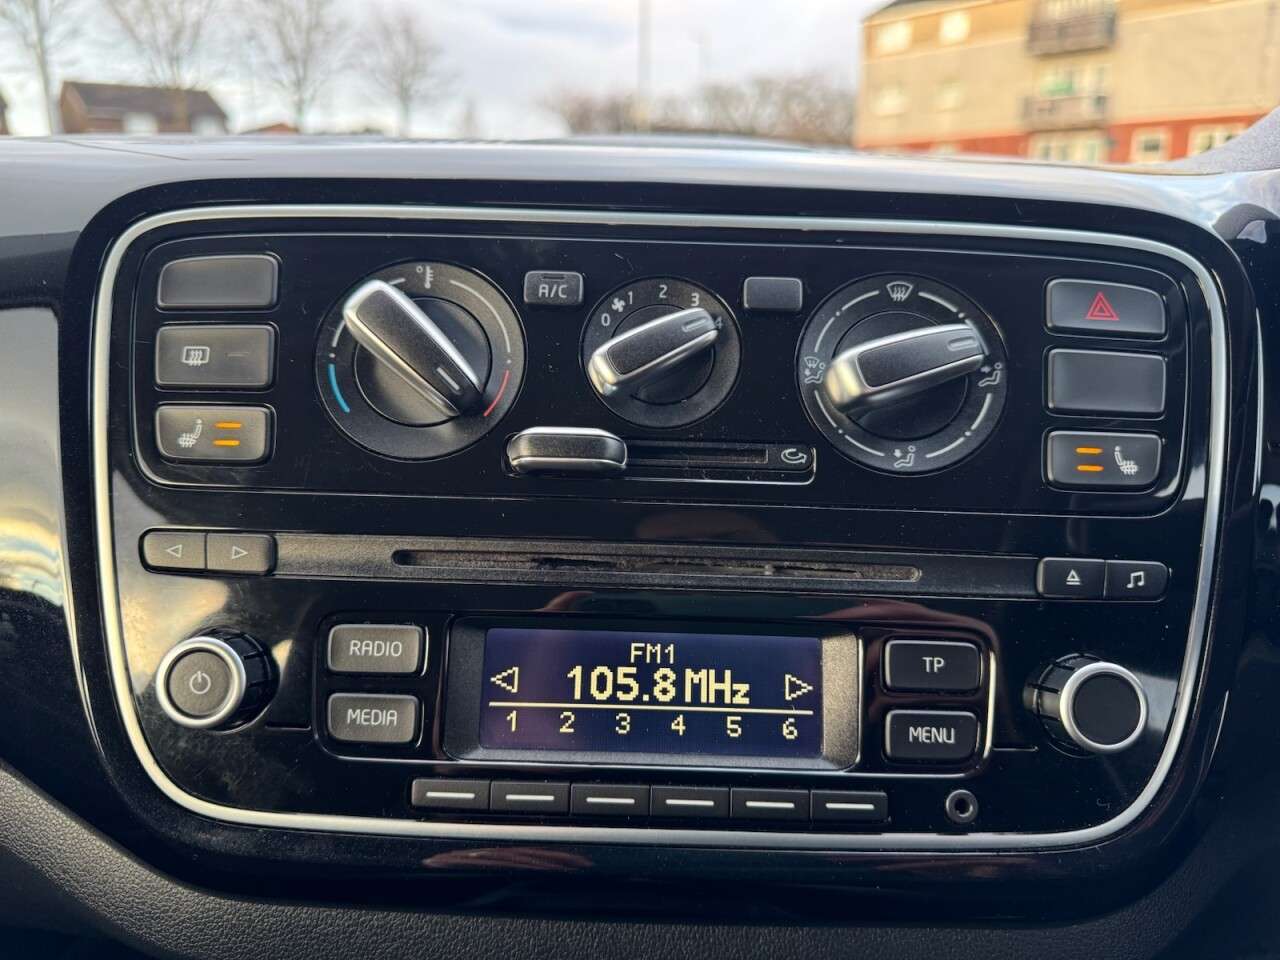 A/C
0 1 2 3 4
RADIO
MEDIA
FM1
105.8 MHz
1 2 3 4 5 6
TP
MENU